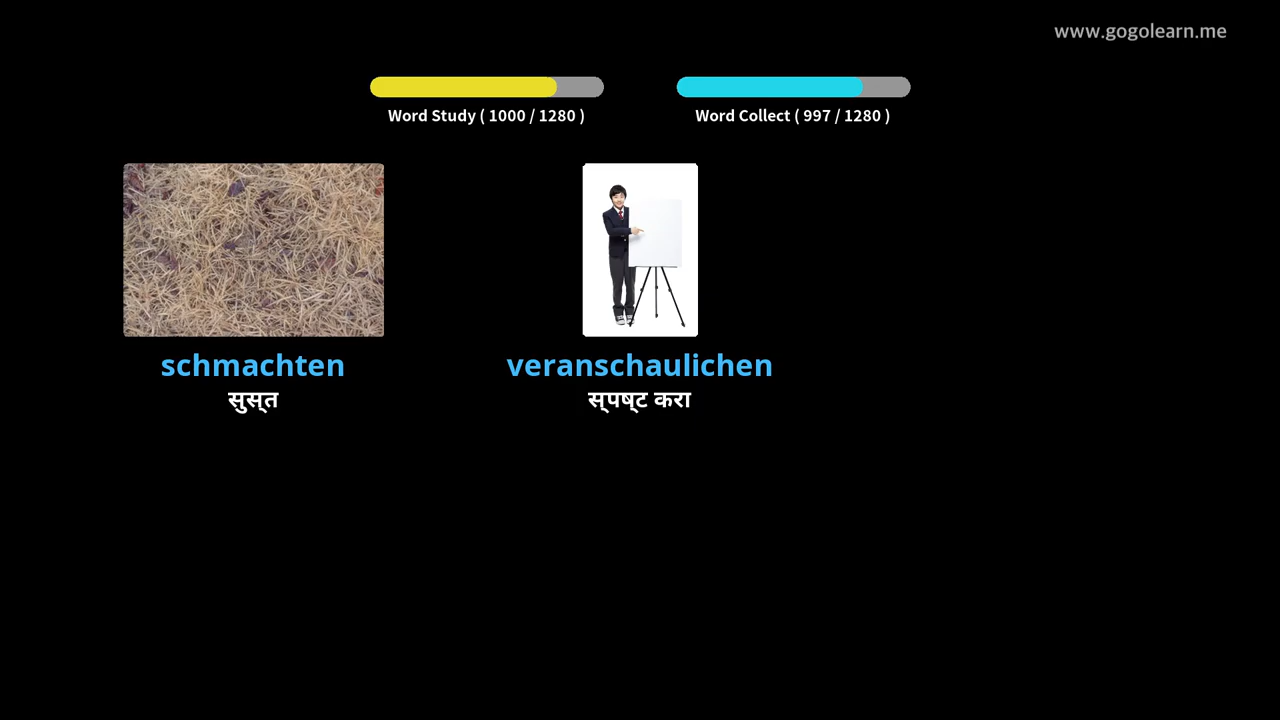 www.gogolearn.me
Word Study ( 1000 / 1280 )
Word Collect ( 997 / 1280 )
schmachten
सुस्त
veranschaulichen
स्पष्ट करा